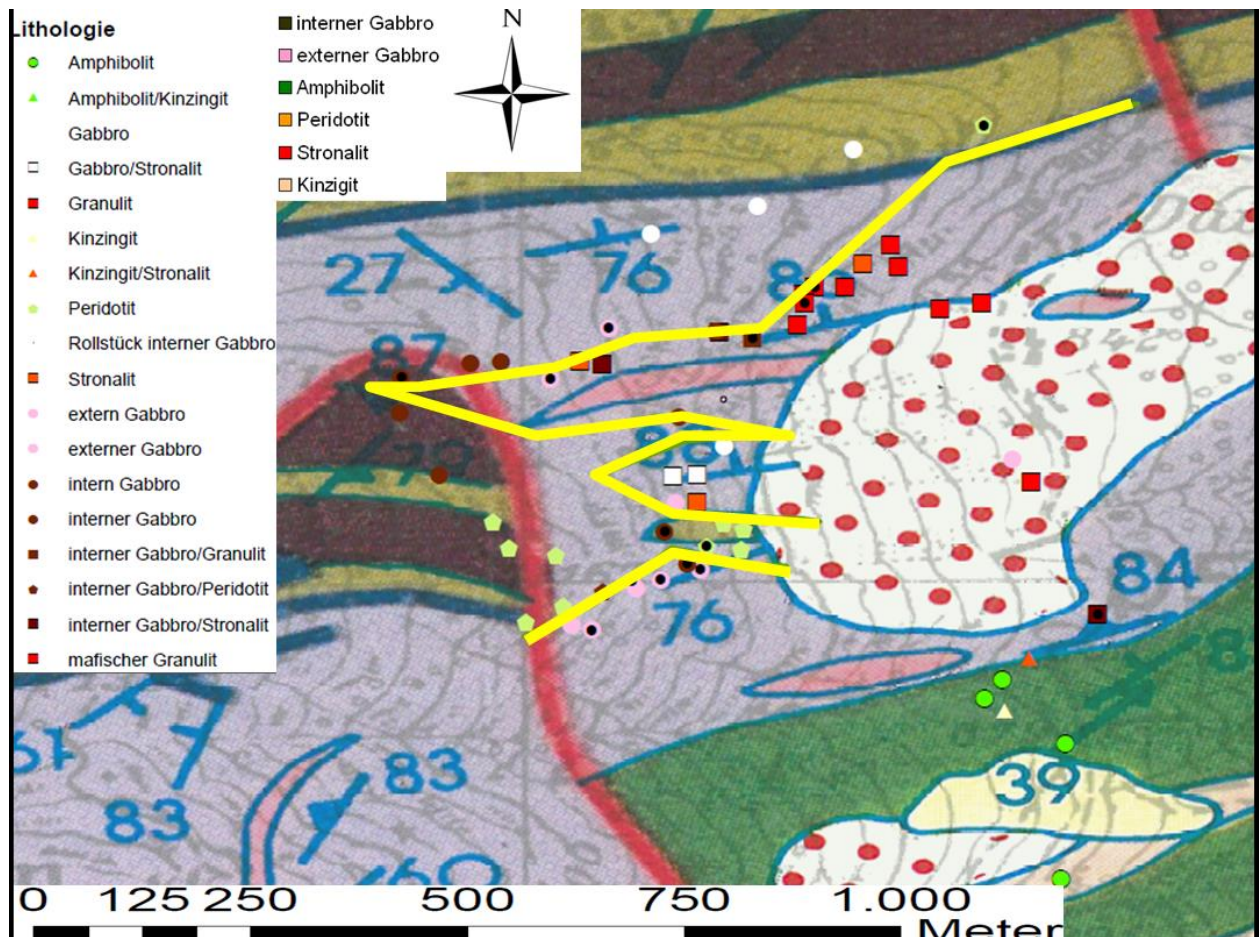 Lithologie
Amphibolit
Amphibolit/Kinzingit
Gabbro
Gabbro/Stronalit
Granulit
Kinzingit
Kinzingit/Stronalit
Peridotit
Rollstück interner Gabbro
Stronalit
extern Gabbro
externer Gabbro
intern Gabbro
interner Gabbro
interner Gabbro/Granulit
interner Gabbro/Peridotit
interner Gabbro/Stronalit
mafischer Granulit
interner Gabbro
externer Gabbro
Amphibolit
Peridotit
Stronalit
Kinzigit
N
27
76
87
79
76
84
39
83
83
60
0 125 250 500 750 1.000
Meter